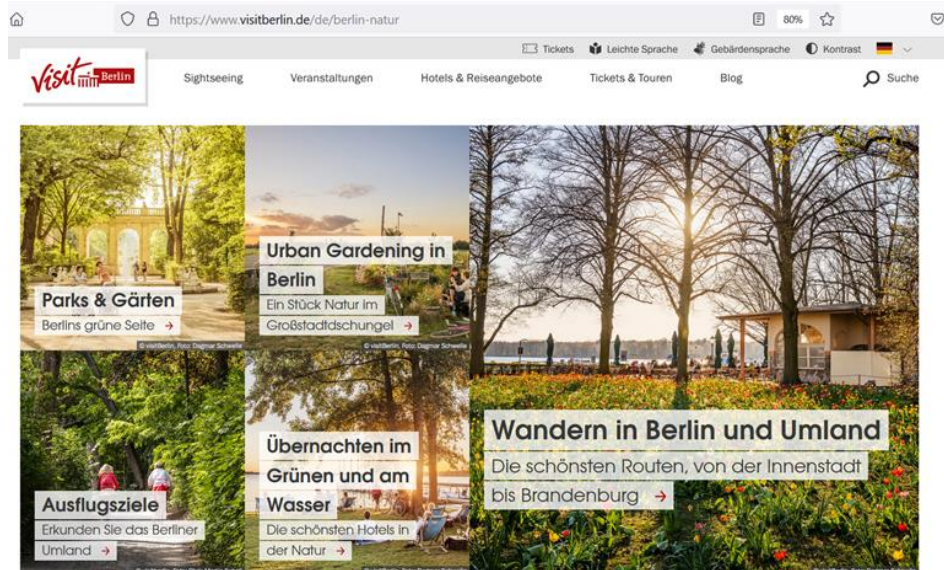 https://www.visitberlin.de/de/berlin-natur
80%
Tickets
Leichte Sprache
Gebärdensprache
Kontrast
visit Berlin
Sightseeing
Veranstaltungen
Hotels & Reiseangebote
Tickets & Touren
Blog
Suche
Parks & Gärten
Berlins grüne Seite →
© visitBerlin, Foto: Dagmar Schwelle
Urban Gardening in
Berlin
Ein Stück Natur im
Großstadtdschungel →
© visitBerlin, Foto: Dagmar Schwelle
Ausflugsziele
Erkunden Sie das Berliner
Umland →
Übernachten im
Grünen und am
Wasser
Die schönsten Hotels in
der Natur →
Wandern in Berlin und Umland
Die schönsten Routen, von der Innenstadt
bis Brandenburg →